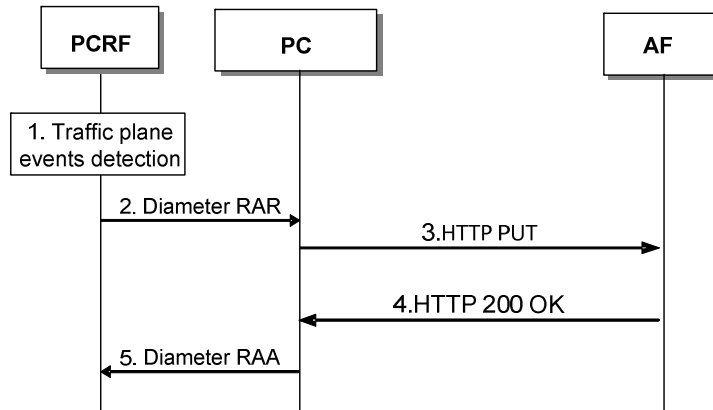 PCRF
PC
AF
1. Traffic plane
events detection
2. Diameter RAR
3.HTTP PUT
4.HTTP 200 OK
5. Diameter RAA